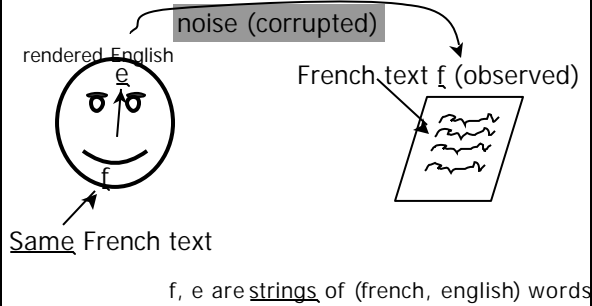 noise (corrupted)
rendered English
e
French text f (observed)
f
Same French text
f, e are strings of (french, english) words